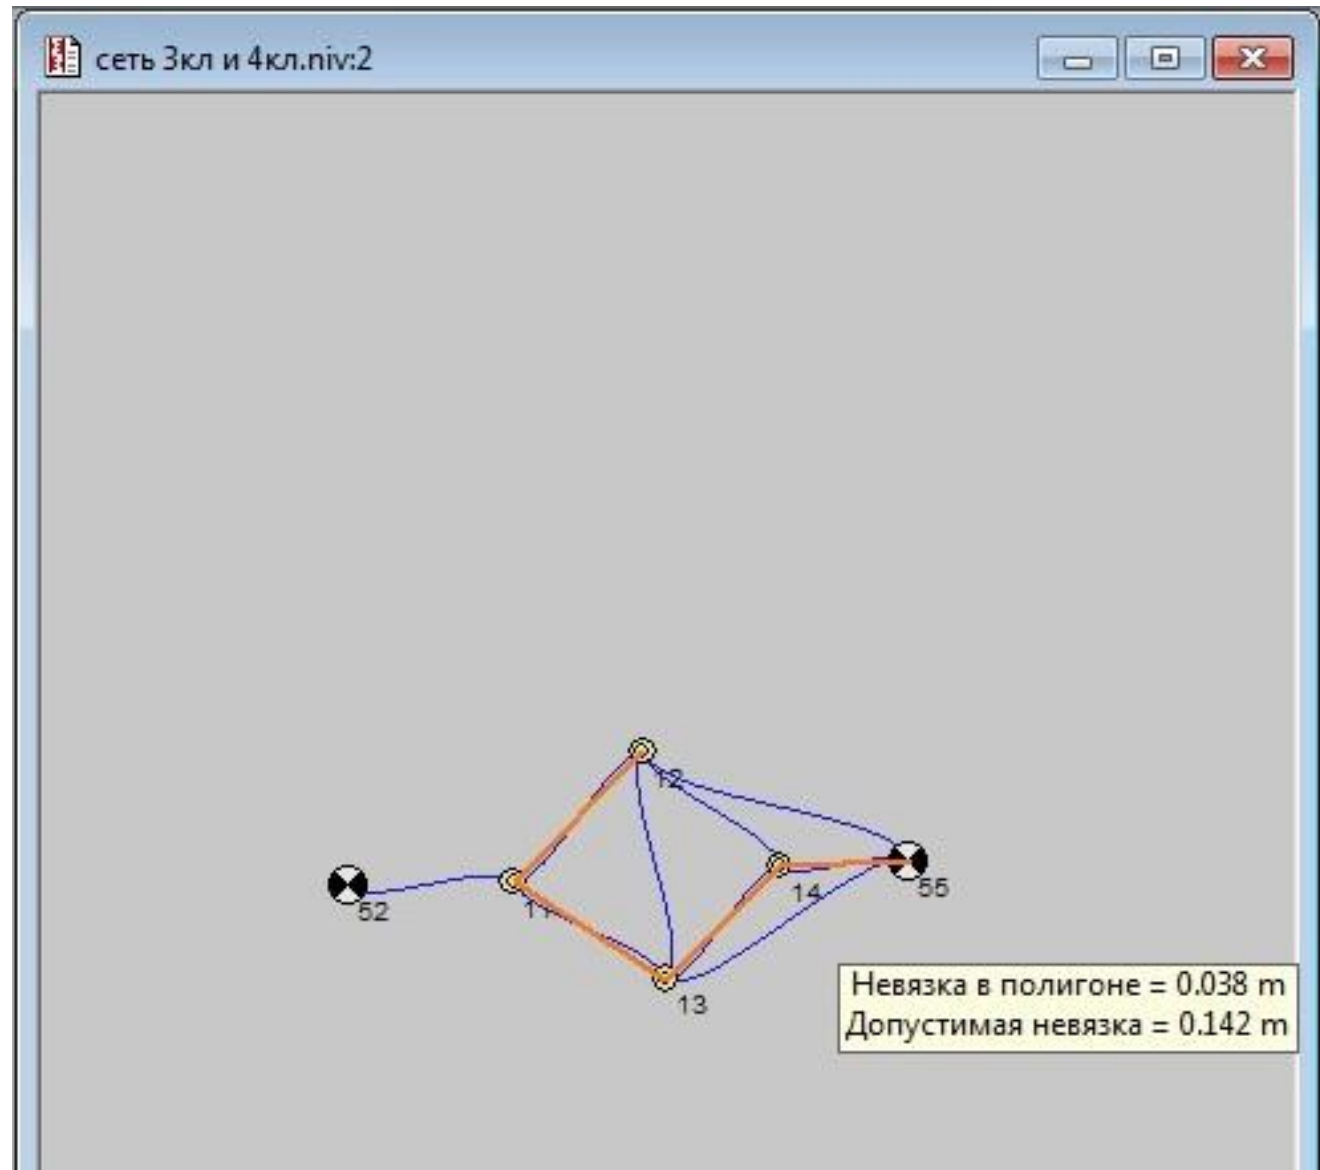 сеть 3кл и 4кл.niv:2
12
52
11
14
55
13
Невязка в полигоне = 0.038 m
Допустимая невязка = 0.142 m